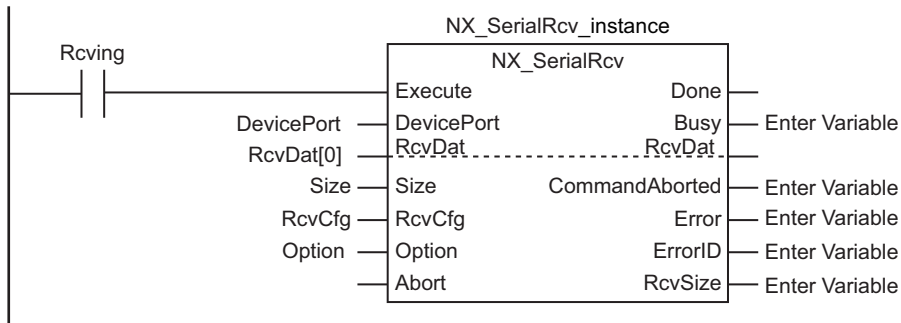 NX_SerialRcv_instance
Rcving
NX_SerialRcv
Execute Done
DevicePort DevicePort Busy Enter Variable
RcvDat[0] RcvDat RcvDat
Size Size CommandAborted Enter Variable
RcvCfg RcvCfg Error Enter Variable
Option Option ErrorID Enter Variable
Abort RcvSize Enter Variable